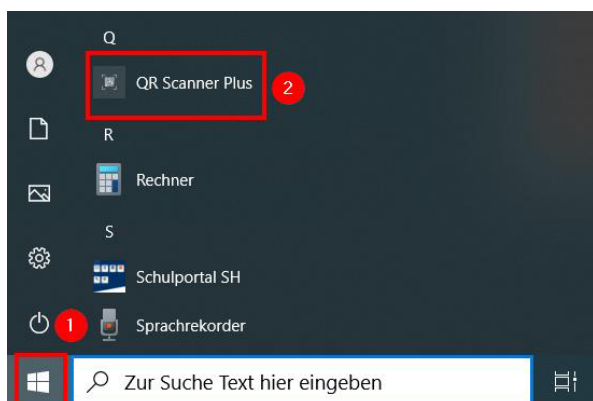 Q
QR Scanner Plus
2
R
Rechner
S
Schulportal SH
1
Sprachrekorder
Zur Suche Text hier eingeben